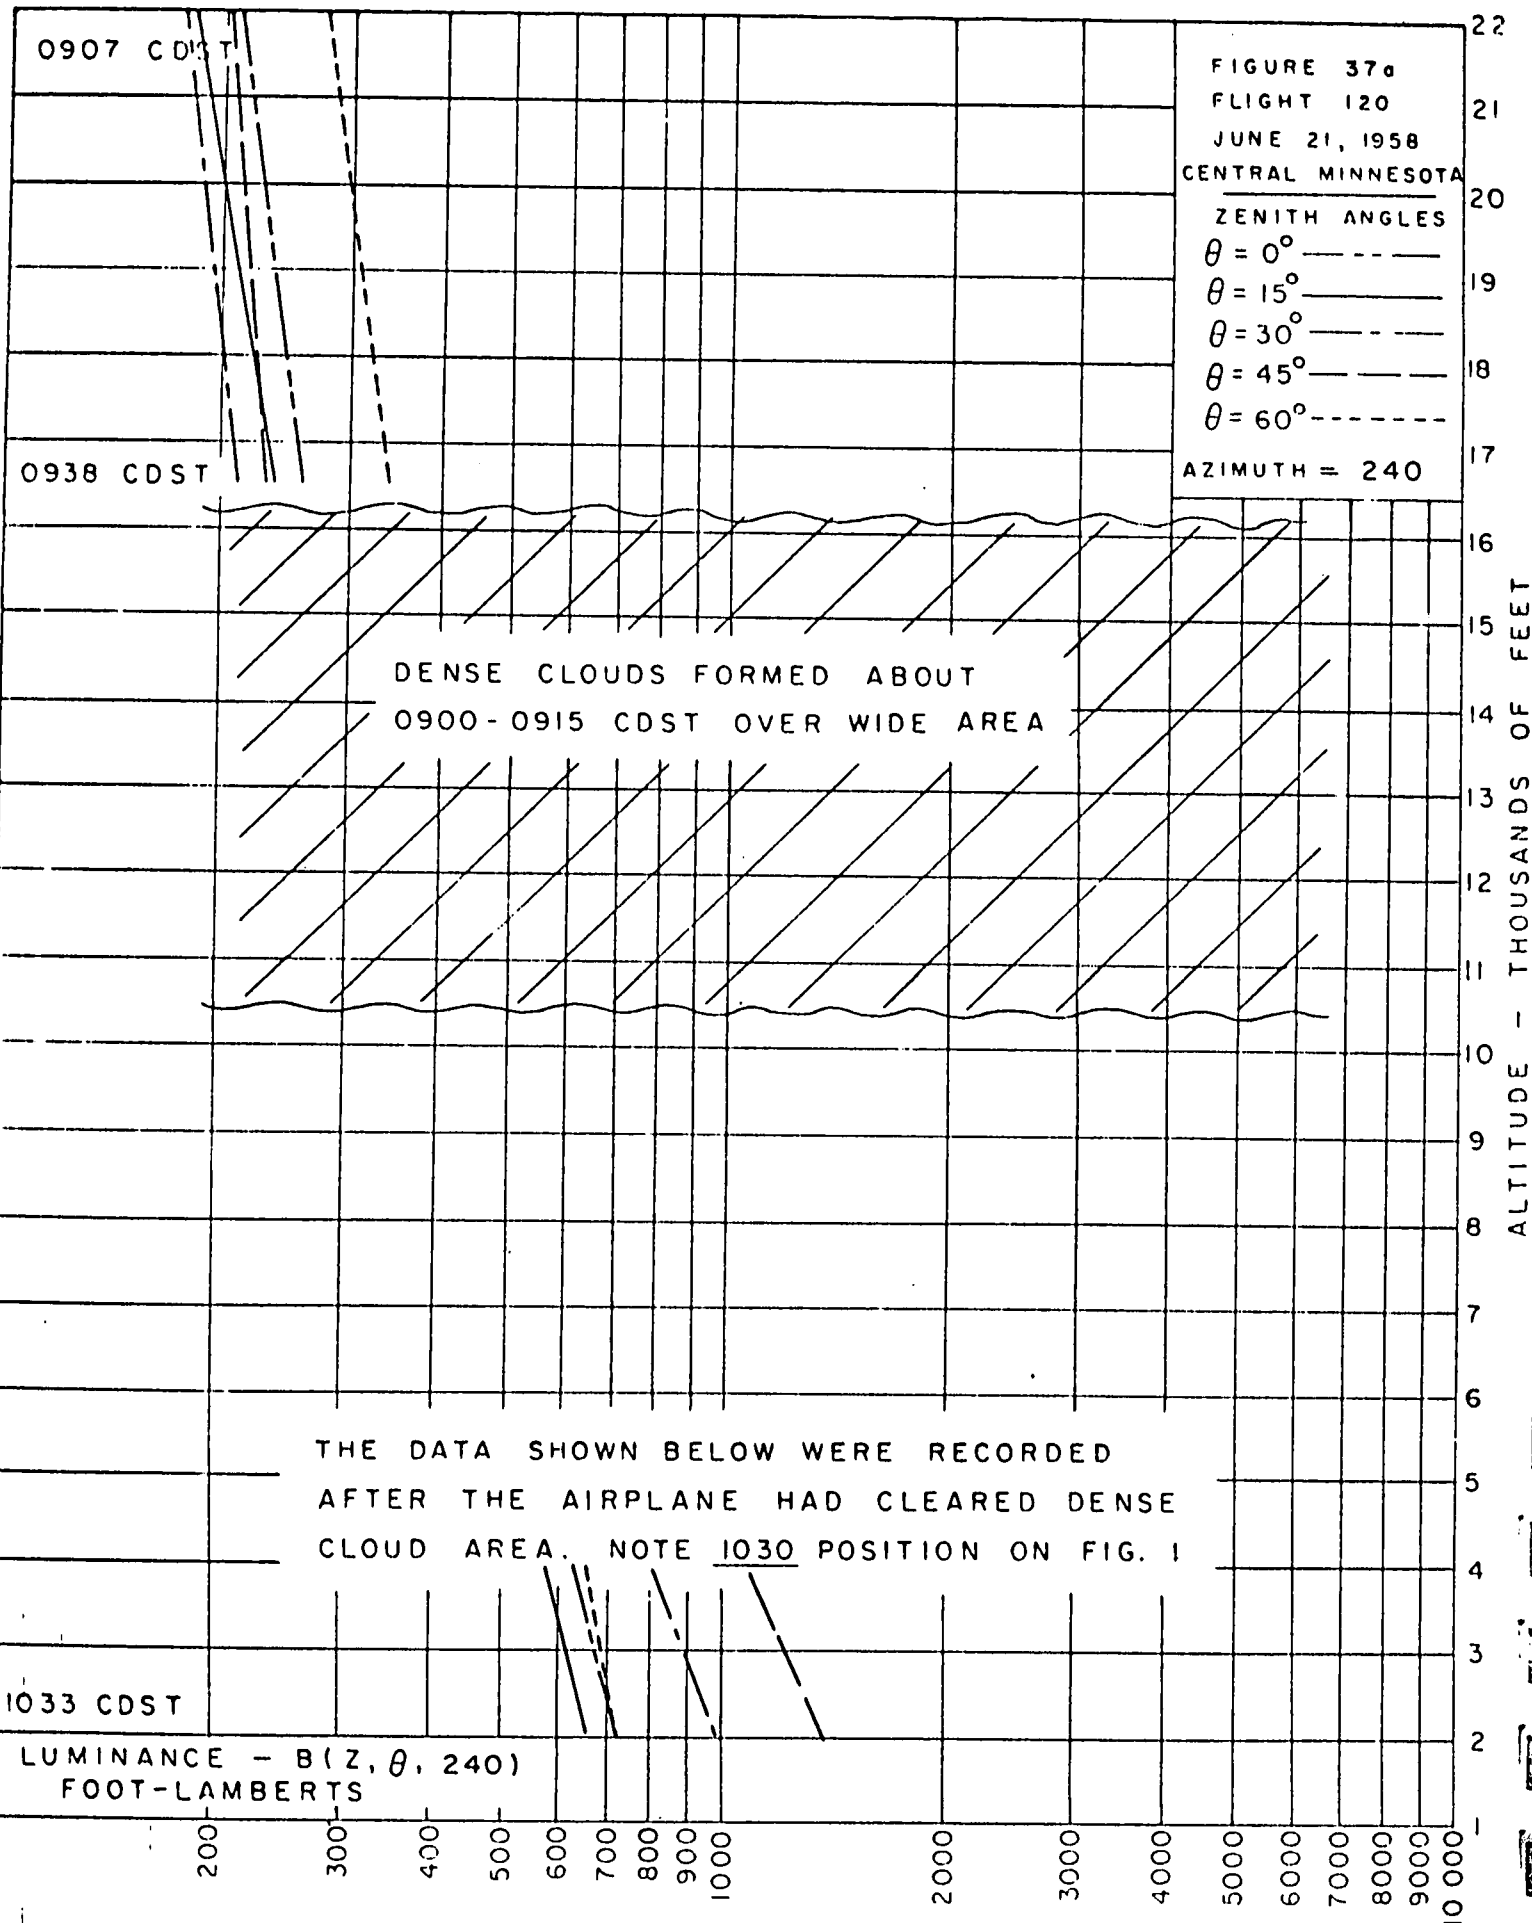 0907 CDST
FIGURE 37a
FLIGHT 120
JUNE 21, 1958
CENTRAL MINNESOTA
ZENITH ANGLES
θ = 0°
θ = 15°
θ = 30°
θ = 45°
θ = 60°
AZIMUTH = 240
0938 CDST
DENSE CLOUDS FORMED ABOUT
0900-0915 CDST OVER WIDE AREA
THE DATA SHOWN BELOW WERE RECORDED
AFTER THE AIRPLANE HAD CLEARED DENSE
CLOUD AREA. NOTE 1030 POSITION ON FIG. 1
1033 CDST
LUMINANCE - B(Z, θ, 240)
FOOT-LAMBERTS
22
21
20
19
18
17
16
15
14
13
12
11
10
9
8
7
6
5
4
3
2
1
ALTITUDE - THOUSANDS OF FEET
200
300
400
500
600
700
800
900
1000
2000
3000
4000
5000
6000
7000
8000
9000
10000